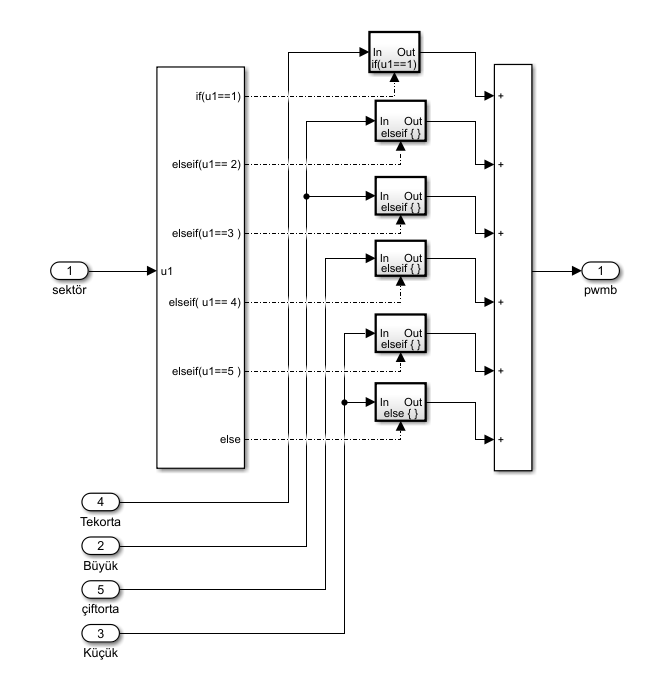 In Out
if(u1==1)
if(u1==1)
+
In Out
elseif { }
elseif(u1== 2)
+
In Out
elseif { }
elseif(u1==3 )
+
In Out
elseif { }
1
u1
1
sektör
pwmb
elseif( u1== 4)
+
In Out
elseif { }
elseif(u1==5 )
+
In Out
else { }
else
+
4
Tekorta
2
Büyük
5
çiftorta
3
Küçük